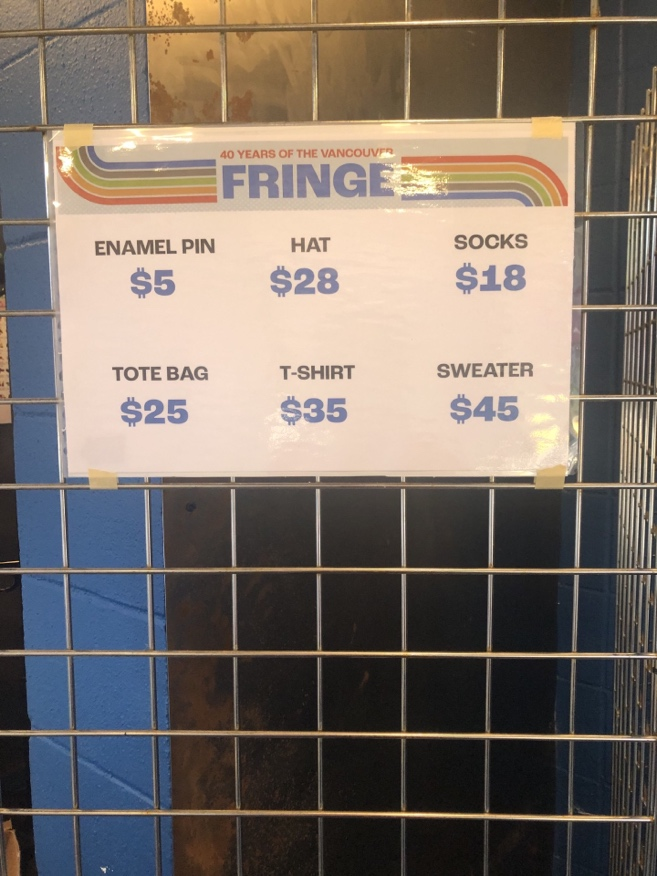 40 YEARS OF THE VANCOUVER
FRINGE
ENAMEL PIN HAT SOCKS
$5 $28 $18
TOTE BAG T-SHIRT SWEATER
$25 $35 $45